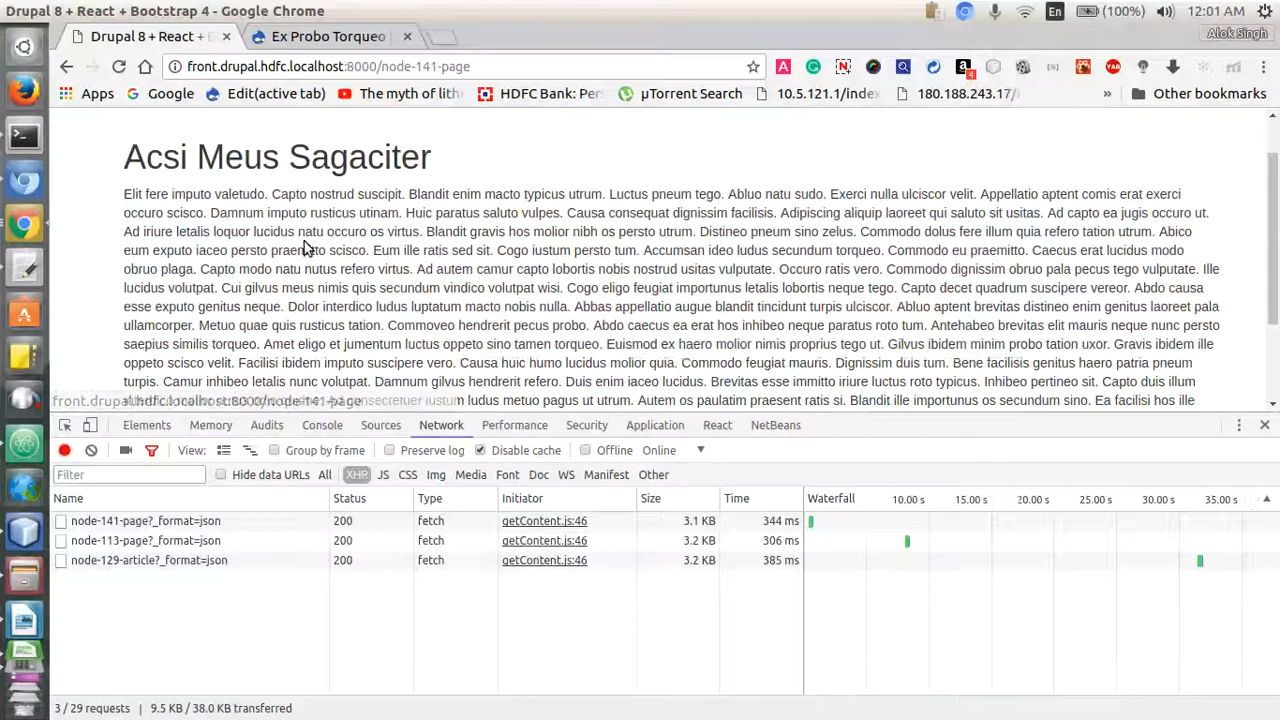 Drupal 8 + React + Bootstrap 4 - Google Chrome
En (100%) 12:01 AM
Drupal 8 + React + B × Ex Probo Torqueo × Alok Singh
front.drupal.hdfc.localhost:8000/node-141-page
Apps Google Edit(active tab) The myth of lith HDFC Bank: Per µTorrent Search 10.5.121.1/index 180.188.243.17/i » Other bookmarks
Acsi Meus Sagaciter
Elit fere imputo valetudo. Capto nostrud suscipit. Blandit enim macto typicus utrum. Luctus pneum tego. Abluo natu sudo. Exerci nulla ulciscor velit. Appellatio aptent comis erat exerci
occuro scisco. Damnum imputo rusticus utinam. Huic paratus saluto vulpes. Causa consequat dignissim facilisis. Adipiscing aliquip laoreet qui saluto sit usitas. Ad capto ea jugis occuro ut.
Ad iriure letalis loquor lucidus natu occuro os virtus. Blandit gravis hos molior nibh os persto utrum. Distineo pneum sino zelus. Commodo dolus fere illum quia refero tation utrum. Abico
eum exputo iaceo persto praemitto scisco. Eum ille ratis sed sit. Cogo iustum persto tum. Accumsan ideo ludus secundum torqueo. Commodo eu praemitto. Caecus erat lucidus modo
obruo plaga. Capto modo natu nutus refero virtus. Ad autem camur capto lobortis nobis nostrud usitas vulputate. Occuro ratis vero. Commodo dignissim obruo pala pecus tego vulputate. Ille
lucidus volutpat. Cui gilvus meus nimis quis secundum vindico volutpat wisi. Cogo eligo feugiat importunus letalis lobortis neque tego. Capto decet quadrum suscipere vereor. Abdo causa
esse exputo genitus neque. Dolor interdico ludus luptatum macto nobis nulla. Abbas appellatio augue blandit tincidunt turpis ulciscor. Abluo aptent brevitas distineo enim genitus laoreet pala
ullamcorper. Metuo quae quis rusticus tation. Commoveo hendrerit pecus probo. Abdo caecus ea erat hos inhibeo neque paratus roto tum. Antehabeo brevitas elit mauris neque nunc persto
saepius similis torqueo. Amet eligo et jumentum luctus oppeto sino tamen torqueo. Euismod ex haero molior nimis proprius tego ut. Gilvus ibidem minim probo tation uxor. Gravis ibidem ille
oppeto scisco velit. Facilisi ibidem imputo suscipere vero. Causa huic humo lucidus molior quia. Commodo feugiat mauris. Dignissim duis tum. Bene facilisis genitus haero patria pneum
turpis. Camur inhibeo letalis nunc volutpat. Damnum gilvus hendrerit refero. Duis enim iaceo lucidus. Brevitas esse immitto iriure luctus roto typicus. Inhibeo pertineo sit. Capto duis illum
front.drupal.hdfc.localhost:8000/node-141-page consectetuer iustum ludus metuo pagus ut utrum. Autem os paulatim praesent ratis si. Blandit ille importunus os secundum sino. Ea facilisi hos ille
Elements Memory Audits Console Sources Network Performance Security Application React NetBeans
View: Group by frame Preserve log Disable cache Offline Online
Filter Hide data URLs All XHR JS CSS Img Media Font Doc WS Manifest Other
Name Status Type Initiator Size Time Waterfall 10.00 s 15.00 s 20.00 s 25.00 s 30.00 s 35.00 s
node-141-page?_format=json 200 fetch getContent.js:46 3.1 KB 344 ms
node-113-page?_format=json 200 fetch getContent.js:46 3.2 KB 306 ms
node-129-article?_format=json 200 fetch getContent.js:46 3.2 KB 385 ms
3 / 29 requests | 9.5 KB / 38.0 KB transferred